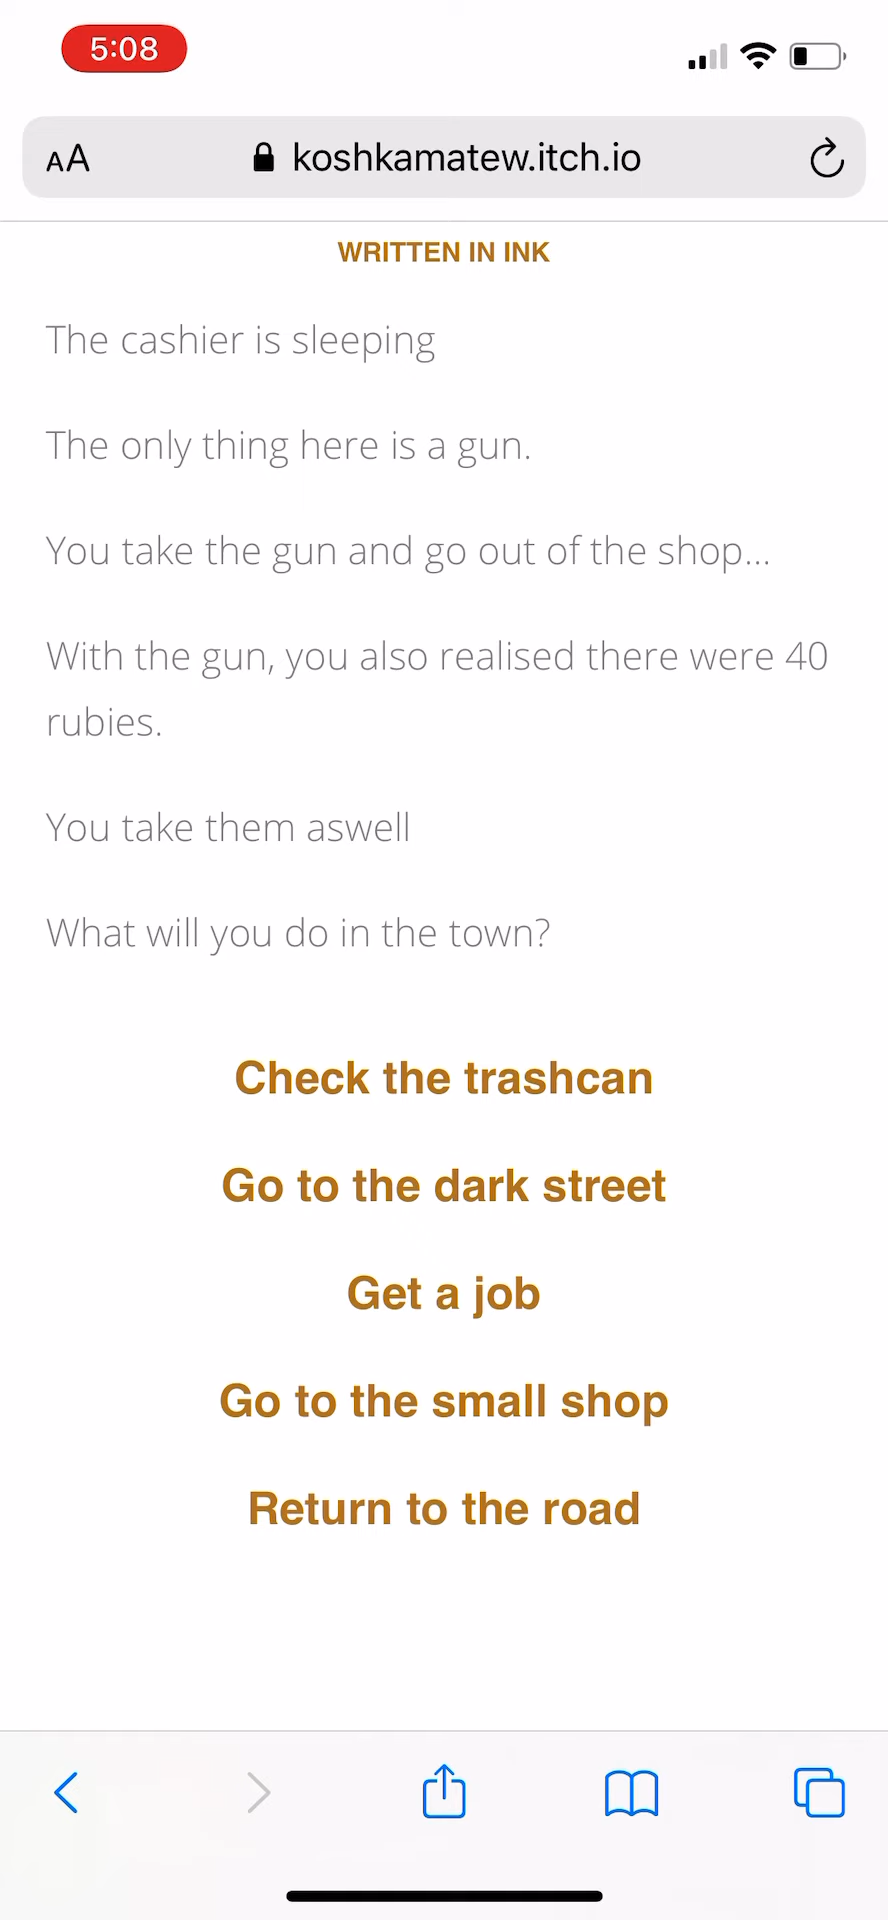 5:08
AA koshkamatew.itch.io
WRITTEN IN INK
The cashier is sleeping
The only thing here is a gun.
You take the gun and go out of the shop...
With the gun, you also realised there were 40
rubies.
You take them aswell
What will you do in the town?
Check the trashcan
Go to the dark street
Get a job
Go to the small shop
Return to the road